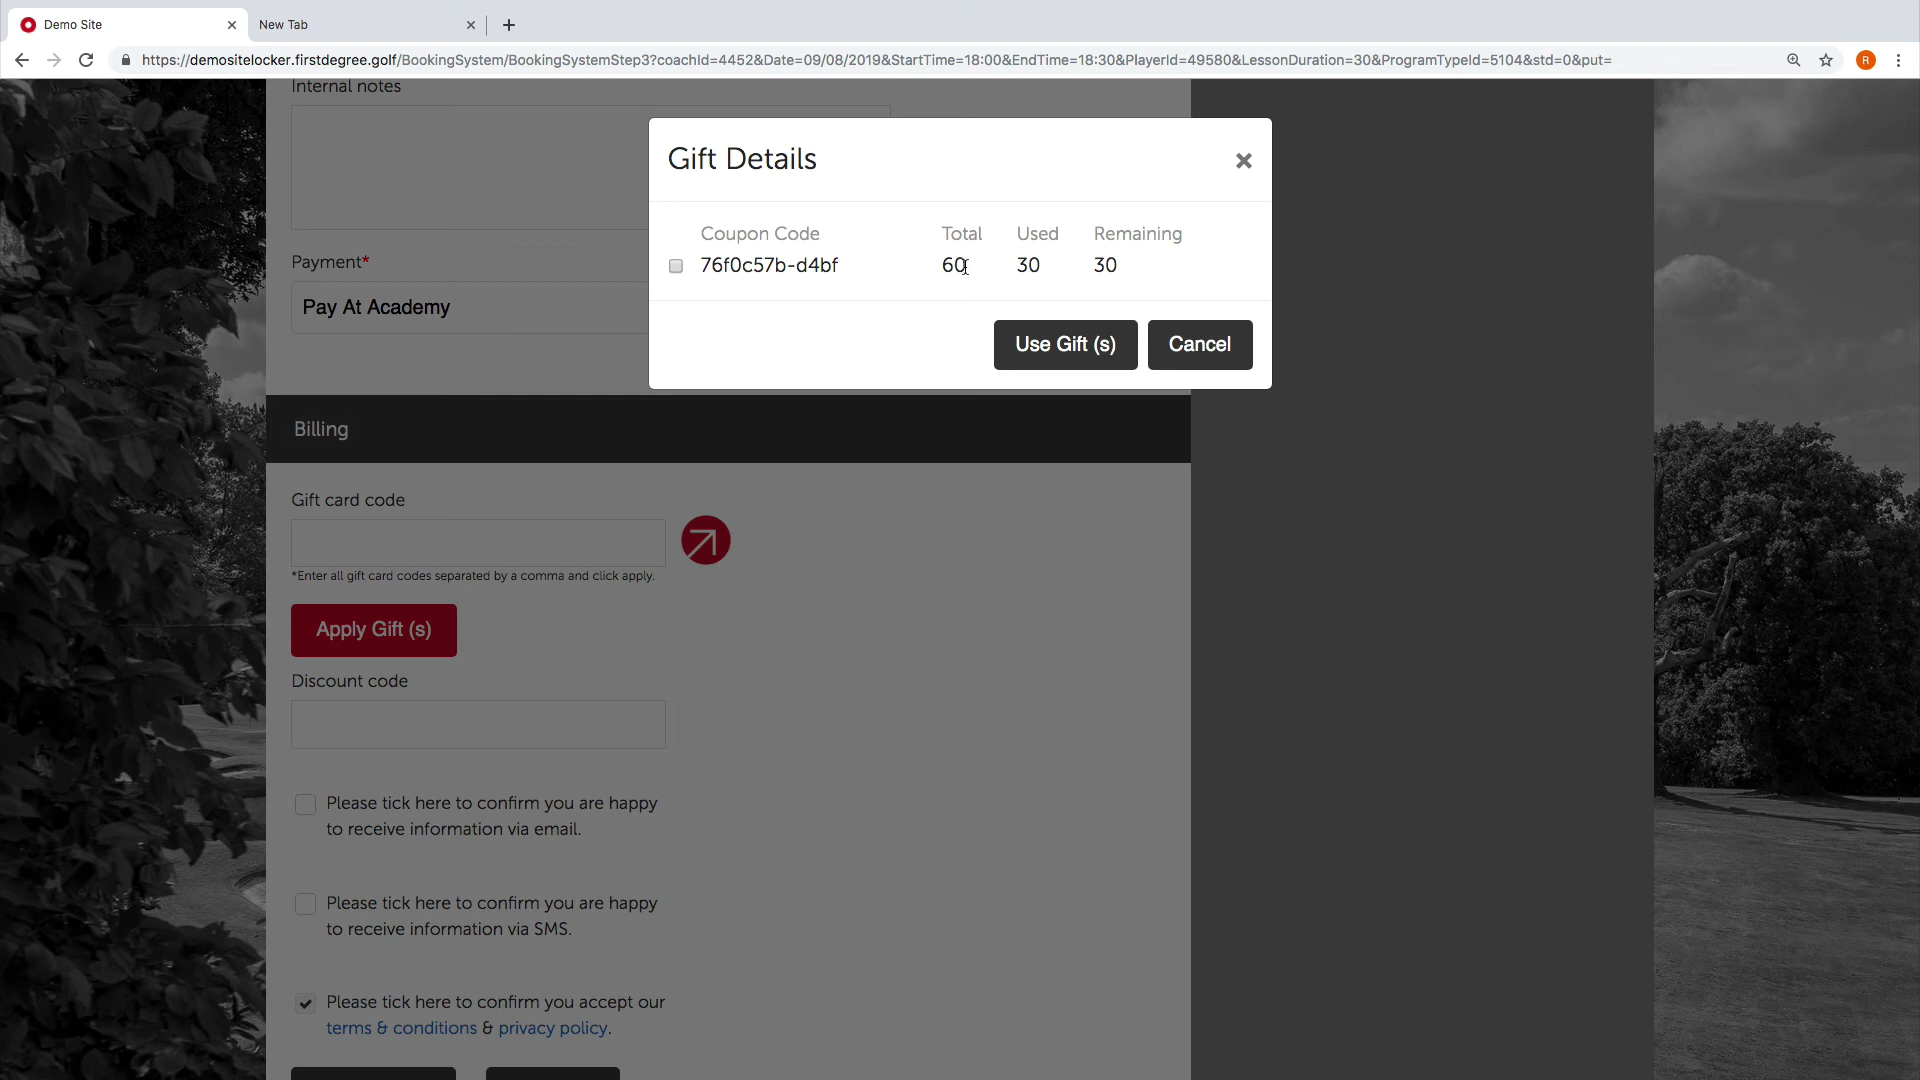 Demo Site
New Tab
https://demositelocker.firstdegree.golf/BookingSystem/BookingSystemStep3?coachId=4452&Date=09/08/2019&StartTime=18:00&EndTime=18:30&PlayerId=49580&LessonDuration=30&ProgramTypeId=5104&std=0&put=
R
Internal notes
Gift Details
Coupon Code Total Used Remaining
76f0c57b-d4bf 60 30 30
Use Gift (s) Cancel
Payment*
Pay At Academy
Billing
Gift card code
*Enter all gift card codes separated by a comma and click apply.
Apply Gift (s)
Discount code
Please tick here to confirm you are happy
to receive information via email.
Please tick here to confirm you are happy
to receive information via SMS.
Please tick here to confirm you accept our
terms & conditions & privacy policy.